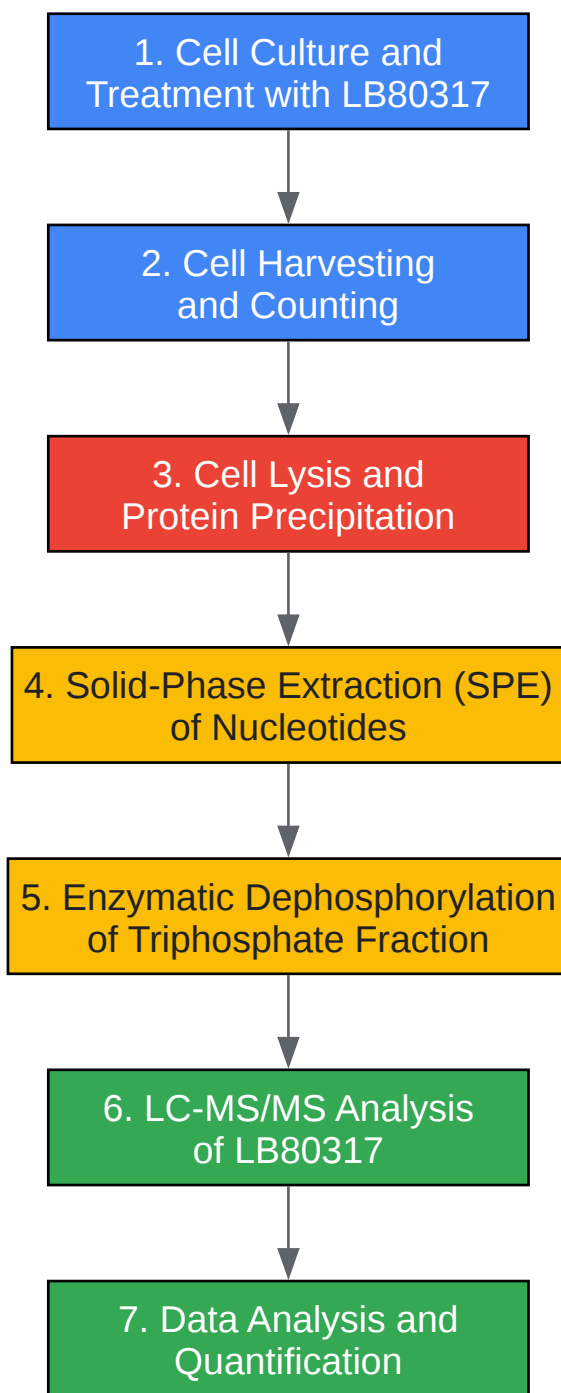 1. Cell Culture and
Treatment with LB80317
2. Cell Harvesting
and Counting
3. Cell Lysis and
Protein Precipitation
4. Solid-Phase Extraction (SPE)
of Nucleotides
5. Enzymatic Dephosphorylation
of Triphosphate Fraction
6. LC-MS/MS Analysis
of LB80317
7. Data Analysis and
Quantification